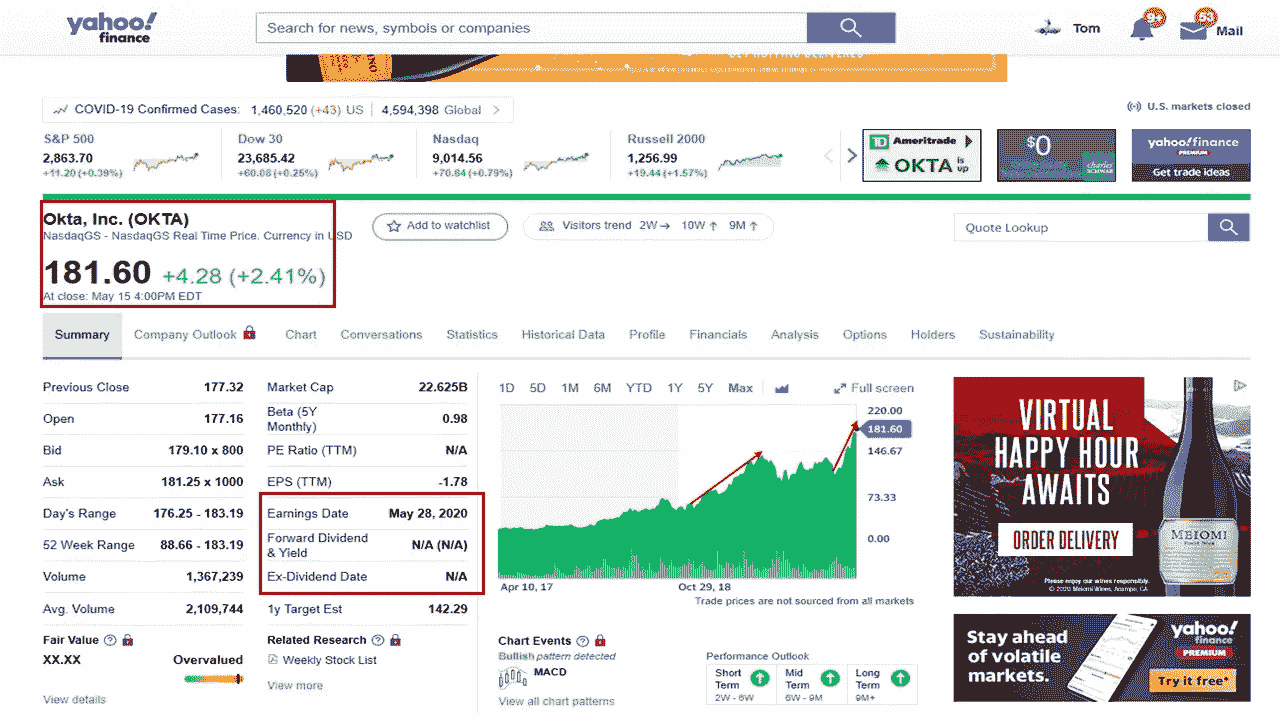 yahoo!
finance
Search for news, symbols or companies
Tom
9+
53
Mail
COVID-19 Confirmed Cases: 1,460,520 (+43) US | 4,594,398 Global
U.S. markets closed
S&P 500
2,863.70
+11.20 (+0.39%)
Dow 30
23,685.42
+60.08 (+0.25%)
Nasdaq
9,014.56
+70.84 (+0.79%)
Russell 2000
1,256.99
+19.44 (+1.57%)
TD Ameritrade
OKTA is up
$0
charles
SCHWAB
yahoo!finance
PREMIUM
Get trade ideas
Okta, Inc. (OKTA)
NasdaqGS - NasdaqGS Real Time Price. Currency in USD
Add to watchlist
Visitors trend 2W→ 10W↑ 9M↑
Quote Lookup
181.60 +4.28 (+2.41%)
At close: May 15 4:00PM EDT
Summary Company Outlook Chart Conversations Statistics Historical Data Profile Financials Analysis Options Holders Sustainability
Previous Close 177.32
Open 177.16
Bid 179.10 x 800
Ask 181.25 x 1000
Day's Range 176.25 - 183.19
52 Week Range 88.66 - 183.19
Volume 1,367,239
Avg. Volume 2,109,744
Fair Value
XX.XX Overvalued
View details
Market Cap 22.625B
Beta (5Y
Monthly) 0.98
PE Ratio (TTM) N/A
EPS (TTM) -1.78
Earnings Date May 28, 2020
Forward Dividend
& Yield N/A (N/A)
Ex-Dividend Date N/A
1y Target Est 142.29
Related Research
Weekly Stock List
View more
1D 5D 1M 6M YTD 1Y 5Y Max
Full screen
220.00
181.60
146.67
73.33
0.00
Apr 10, 17 Oct 29, 18
Trade prices are not sourced from all markets
Chart Events
Bullish pattern detected
MACD
View all chart patterns
Performance Outlook
Short
Term
2W - 6W
Mid
Term
6W - 9M
Long
Term
9M+
VIRTUAL
HAPPY HOUR
AWAITS
ORDER DELIVERY
MEIOMI
Please enjoy our wines responsibly.
© 2020 Meiomi Wines, Acampo, CA
Stay ahead
of volatile
markets.
yahoo!
finance
PREMIUM
Try it free*